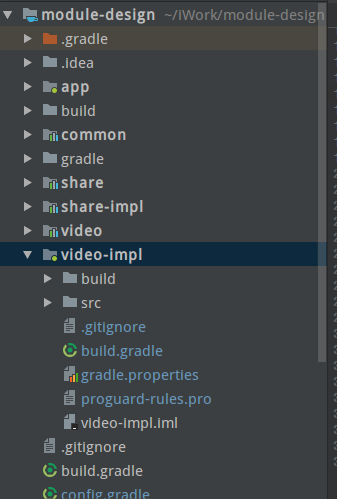 module-design ~/IWork/module-design
.gradle
.idea
app
build
common
gradle
share
share-impl
video
video-impl
build
src
.gitignore
build.gradle
gradle.properties
proguard-rules.pro
video-impl.iml
.gitignore
build.gradle
config.gradle